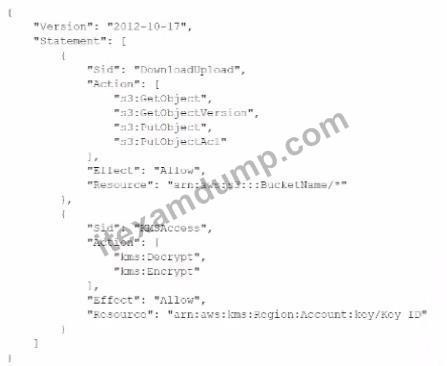 {
"Version": "2012-10-17",
"Statement": [
{
"Sid": "DownloadUpload",
"Action": [
"s3:GetObject",
"s3:GetObjectVersion",
"s3:PutObject",
"s3:PutObjectAcl"
],
"Effect": "Allow",
"Resource": "arn:aws:s3:::BucketName/*"
},
{
"Sid": "KMSAccess",
"Action": [
"kms:Decrypt",
"kms:Encrypt"
],
"Effect": "Allow",
"Resource": "arn:aws:kms:Region:Account:key/Key ID"
}
]
}
itexamdump.com